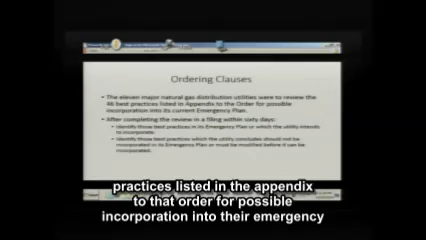 Ordering Clauses
The eleven major natural gas distribution utilities were to review the
46 best practices listed in Appendix to the Order for possible
incorporation into its current Emergency Plan.
After completing the review in a filing within sixty days:
Identify those best practices in its Emergency Plan or which the utility intends
to incorporate.
Identify those best practices which the utility concludes should not be
incorporated in its Emergency Plan or must be modified before it can be
incorporated.
practices listed in the appendix
to that order for possible
incorporation into their emergency